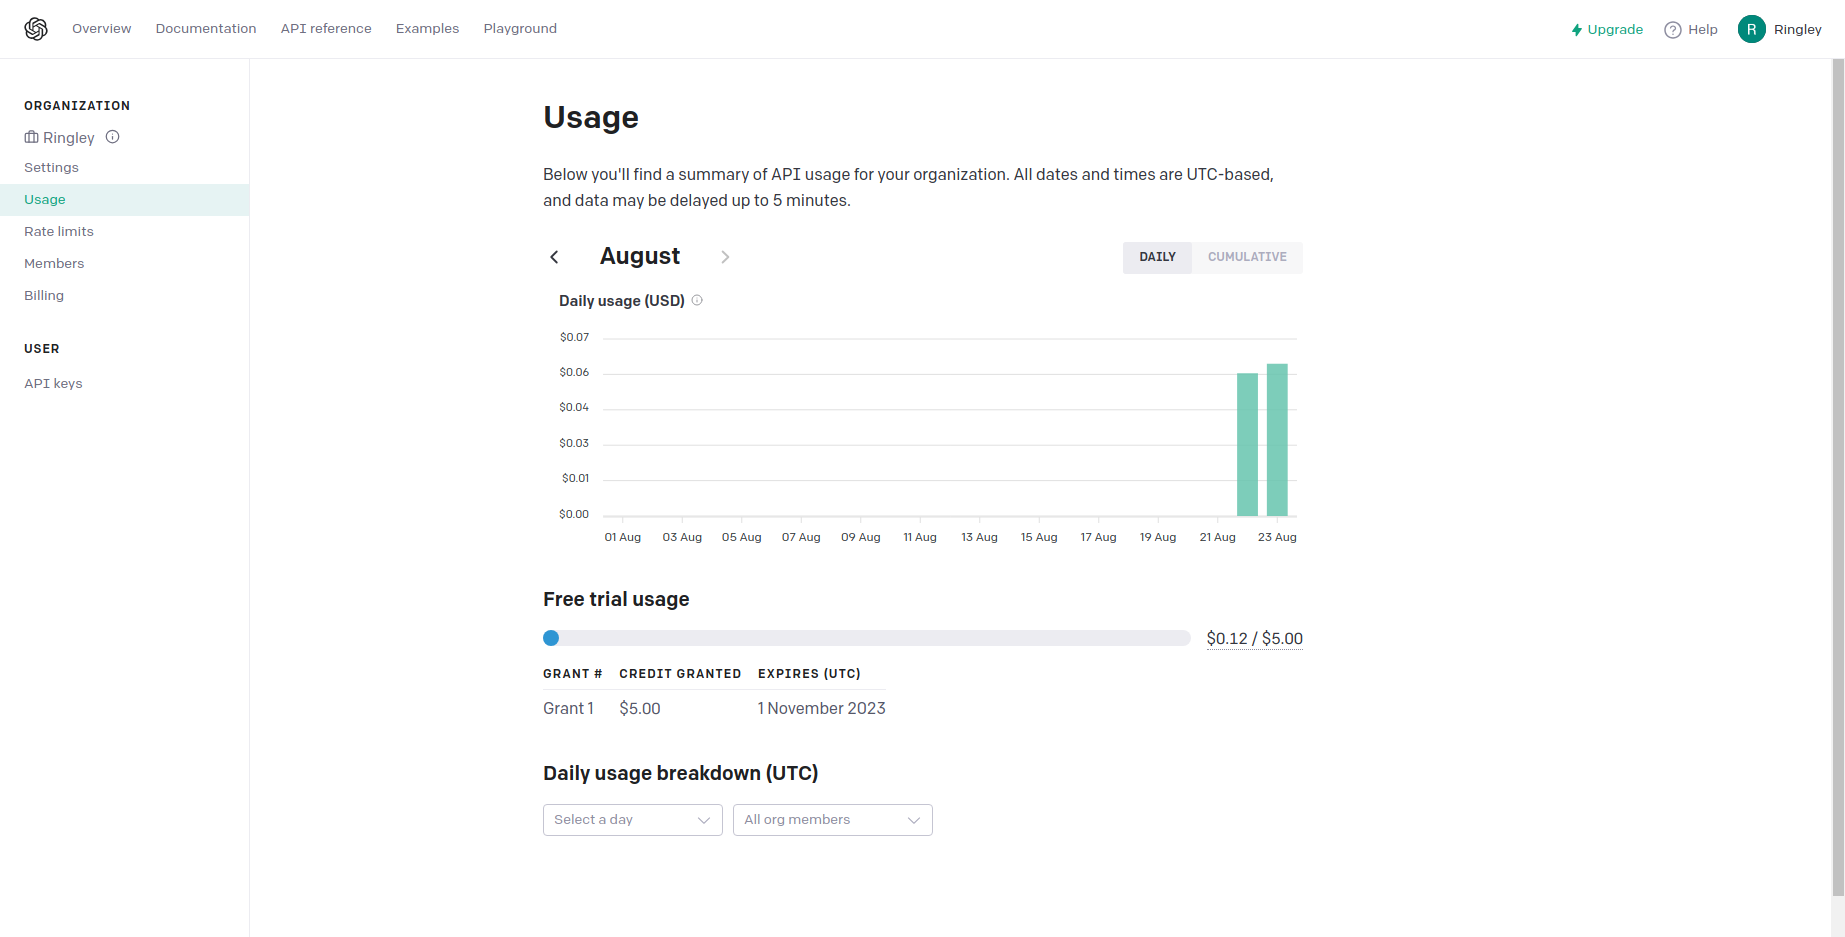 Overview Documentation API reference Examples Playground
Upgrade Help R Ringley
ORGANIZATION
Ringley
Settings
Usage
Rate limits
Members
Billing
USER
API keys
Usage
Below you'll find a summary of API usage for your organization. All dates and times are UTC-based,
and data may be delayed up to 5 minutes.
August
DAILY CUMULATIVE
Daily usage (USD)
$0.07
$0.06
$0.04
$0.03
$0.01
$0.00
01 Aug 03 Aug 05 Aug 07 Aug 09 Aug 11 Aug 13 Aug 15 Aug 17 Aug 19 Aug 21 Aug 23 Aug
Free trial usage
$0.12 / $5.00
GRANT # CREDIT GRANTED EXPIRES (UTC)
Grant 1 $5.00 1 November 2023
Daily usage breakdown (UTC)
Select a day All org members